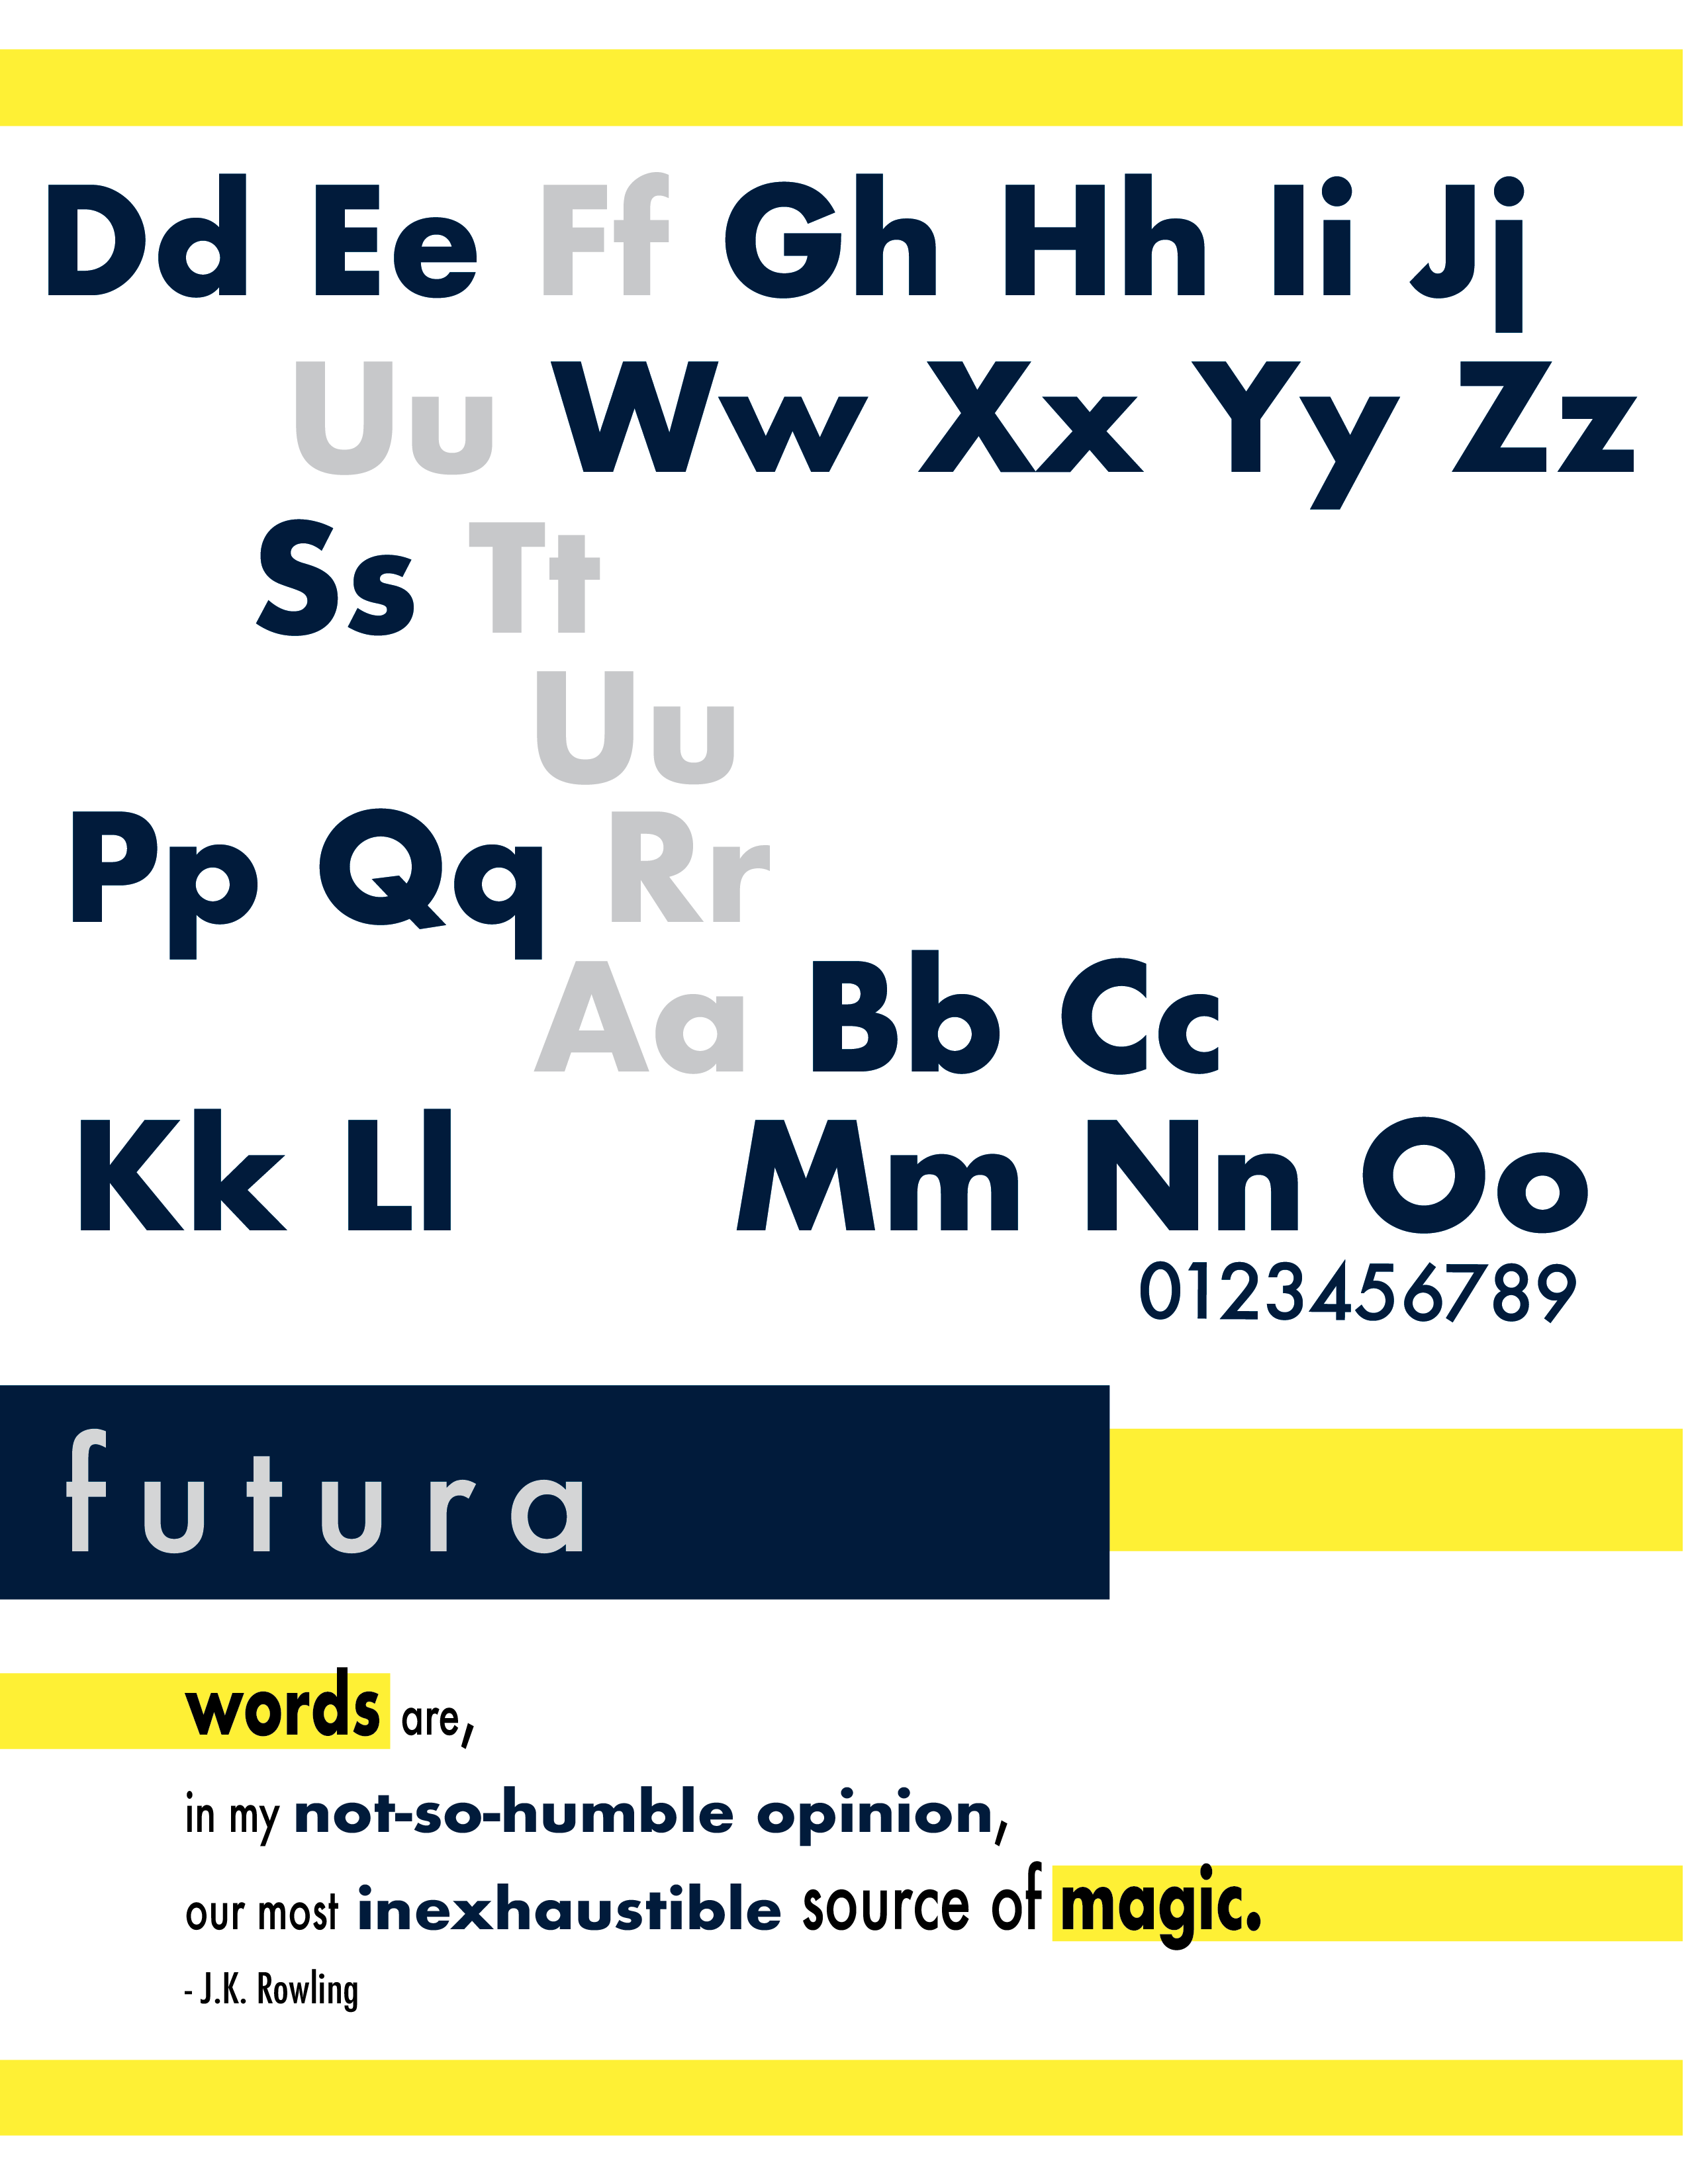 Dd Ee Ff Gh Hh Ii Jj
Uu Ww Xx Yy Zz
Ss Tt
Uu
Pp Qq Rr
Aa Bb Cc
Kk Ll Mm Nn Oo
0123456789
futura
words are,
in my not-so-humble opinion,
our most inexhaustible source of magic.
- J.K. Rowling